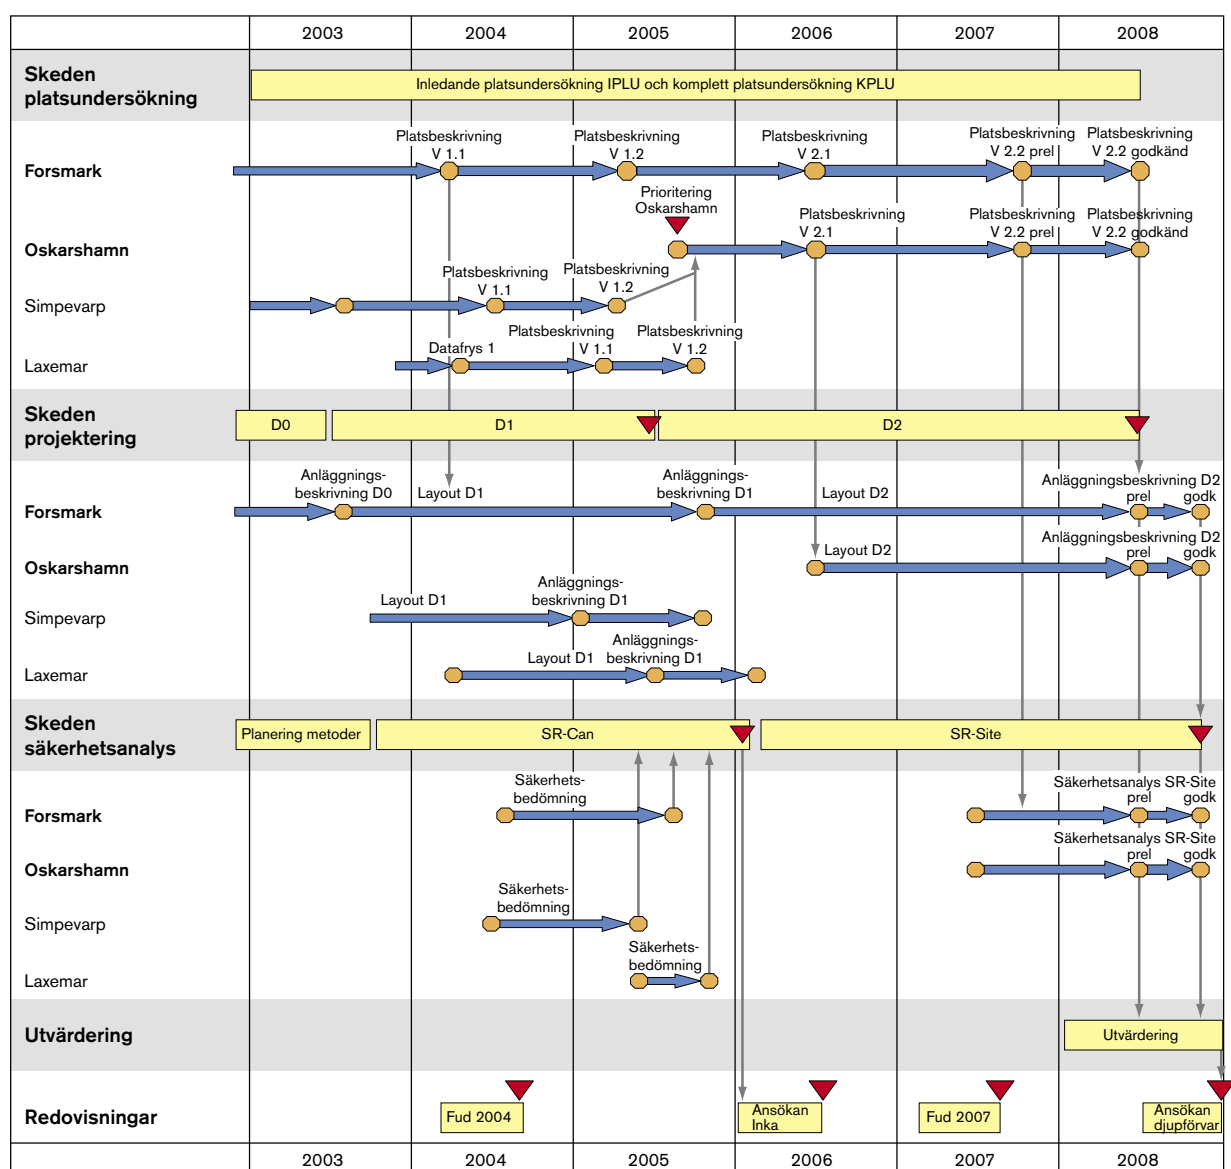 2003 2004 2005 2006 2007 2008
Skeden
platsundersökning
Inledande platsundersökning IPLU och komplett platsundersökning KPLU
Forsmark
Platsbeskrivning
V 1.1
Platsbeskrivning
V 1.2
Platsbeskrivning
V 2.1
Platsbeskrivning
V 2.2 prel
Platsbeskrivning
V 2.2 godkänd
Prioritering
Oskarshamn
Oskarshamn
Platsbeskrivning
V 2.1
Platsbeskrivning
V 2.2 prel
Platsbeskrivning
V 2.2 godkänd
Simpevarp
Platsbeskrivning
V 1.1
Platsbeskrivning
V 1.2
Laxemar
Datafrys 1
Platsbeskrivning
V 1.1
Platsbeskrivning
V 1.2
Skeden
projektering
D0
D1
D2
Forsmark
Anläggnings-
beskrivning D0
Layout D1
Anläggnings-
beskrivning D1
Layout D2
Anläggningsbeskrivning D2
prel godk
Oskarshamn
Layout D2
Anläggningsbeskrivning D2
prel godk
Simpevarp
Layout D1
Anläggnings-
beskrivning D1
Laxemar
Layout D1
Anläggnings-
beskrivning D1
Skeden
säkerhetsanalys
Planering metoder
SR-Can
SR-Site
Forsmark
Säkerhets-
bedömning
Säkerhetsanalys SR-Site
prel godk
Oskarshamn
Säkerhetsanalys SR-Site
prel godk
Simpevarp
Säkerhets-
bedömning
Laxemar
Säkerhets-
bedömning
Utvärdering
Utvärdering
Redovisningar
Fud 2004
Ansökan
Inka
Fud 2007
Ansökan
djupförvar
2003 2004 2005 2006 2007 2008